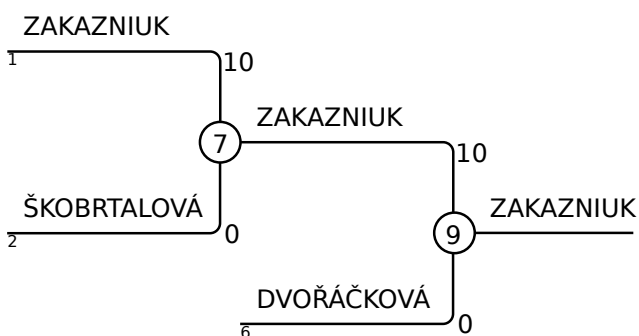 ZAKAZNIUK
1
10
ZAKAZNIUK
7
10
ŠKOBRTALOVÁ
ZAKAZNIUK
2
0
9
DVOŘÁČKOVÁ
6
0